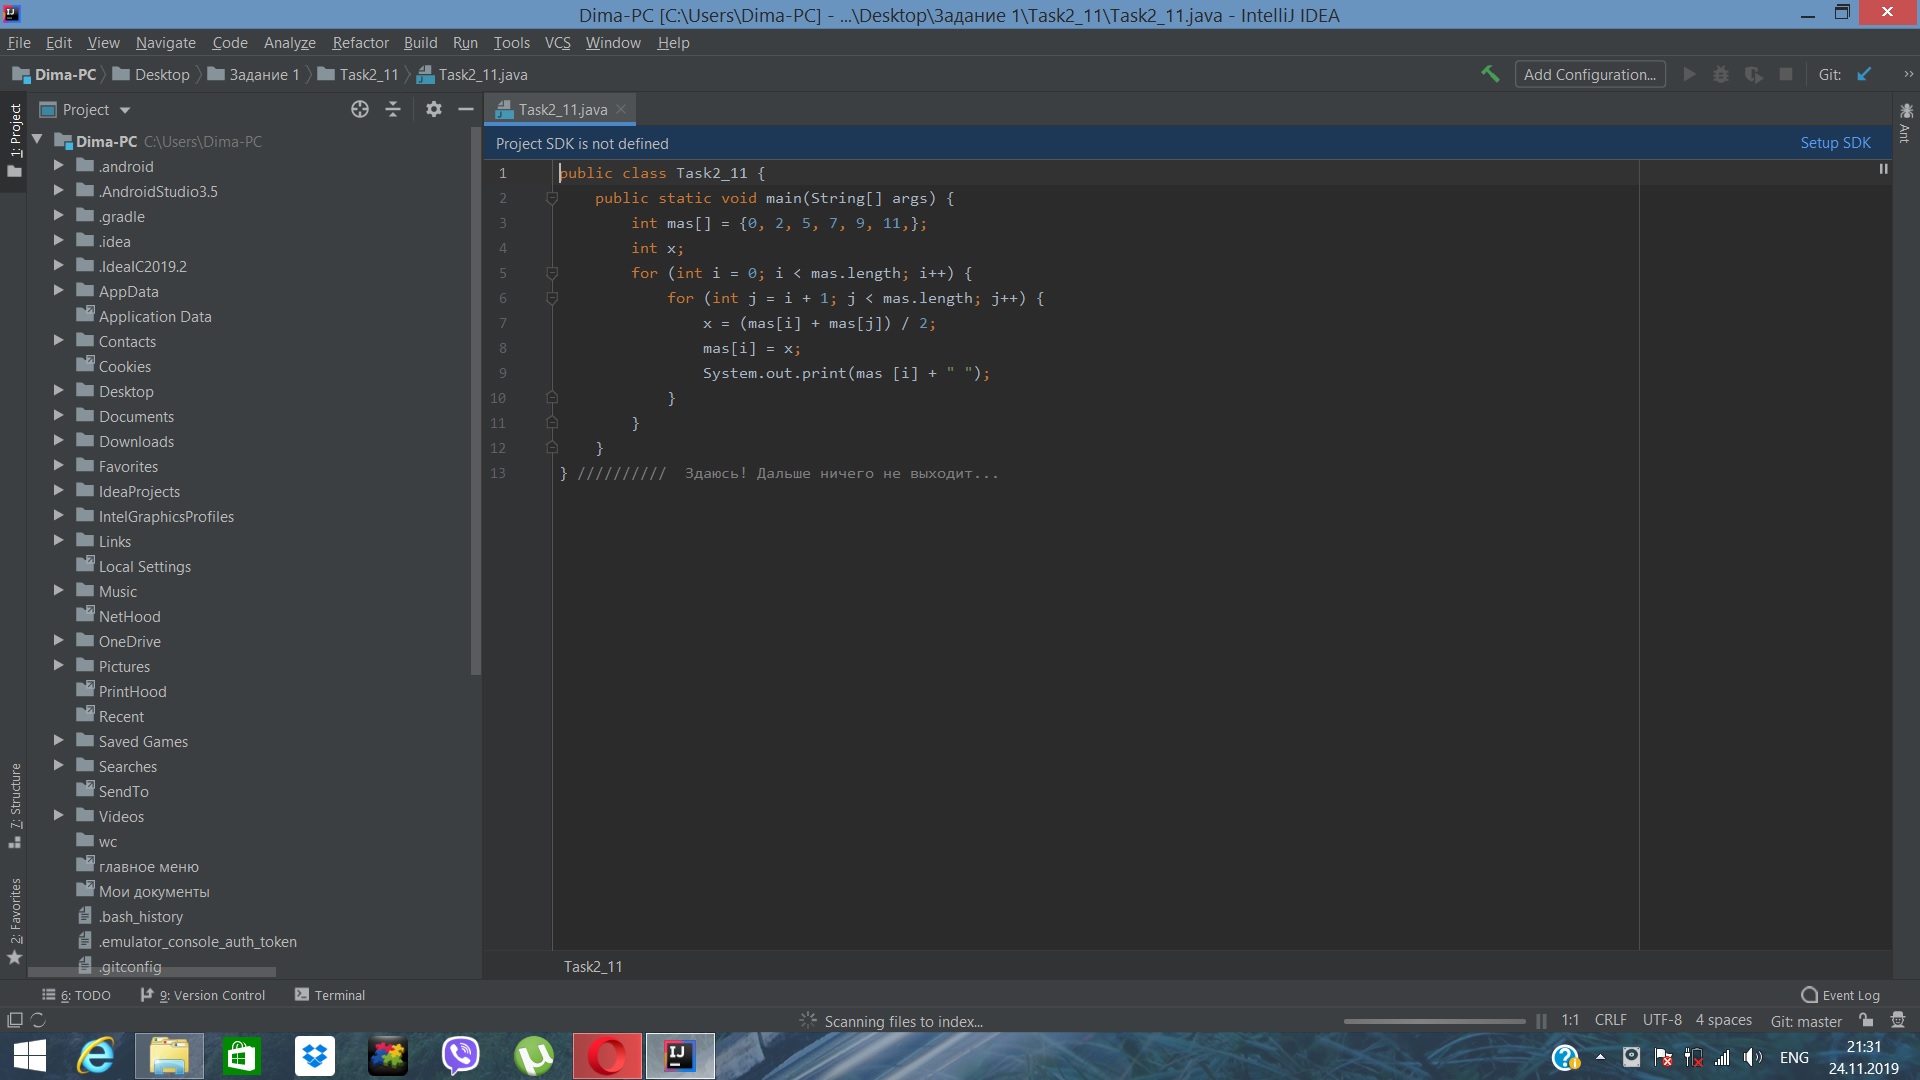 Dima-PC [C:\Users\Dima-PC] - ...\Desktop\Задание 1\Task2_11\Task2_11.java - IntelliJ IDEA
File Edit View Navigate Code Analyze Refactor Build Run Tools VCS Window Help
Dima-PC Desktop Задание 1 Task2_11 Task2_11.java Add Configuration... Git: »
1: Project
Project
Task2_11.java
Ant
Project SDK is not defined Setup SDK
Dima-PC C:\Users\Dima-PC
.android
.AndroidStudio3.5
.gradle
.idea
.IdeaIC2019.2
AppData
Application Data
Contacts
Cookies
Desktop
Documents
Downloads
Favorites
IdeaProjects
IntelGraphicsProfiles
Links
Local Settings
Music
NetHood
OneDrive
Pictures
PrintHood
Recent
Saved Games
Searches
SendTo
Videos
wc
главное меню
Мои документы
.bash_history
.emulator_console_auth_token
.gitconfig
7: Structure
2: Favorites
1 public class Task2_11 {
2 public static void main(String[] args) {
3 int mas[] = {0, 2, 5, 7, 9, 11,};
4 int x;
5 for (int i = 0; i < mas.length; i++) {
6 for (int j = i + 1; j < mas.length; j++) {
7 x = (mas[i] + mas[j]) / 2;
8 mas[i] = x;
9 System.out.print(mas [i] + " ");
10 }
11 }
12 }
13 } ////////// Здаюсь! Дальше ничего не выходит...
Task2_11
6: TODO 9: Version Control Terminal Event Log
Scanning files to index... 1:1 CRLF UTF-8 4 spaces Git: master
ENG
21:31
24.11.2019